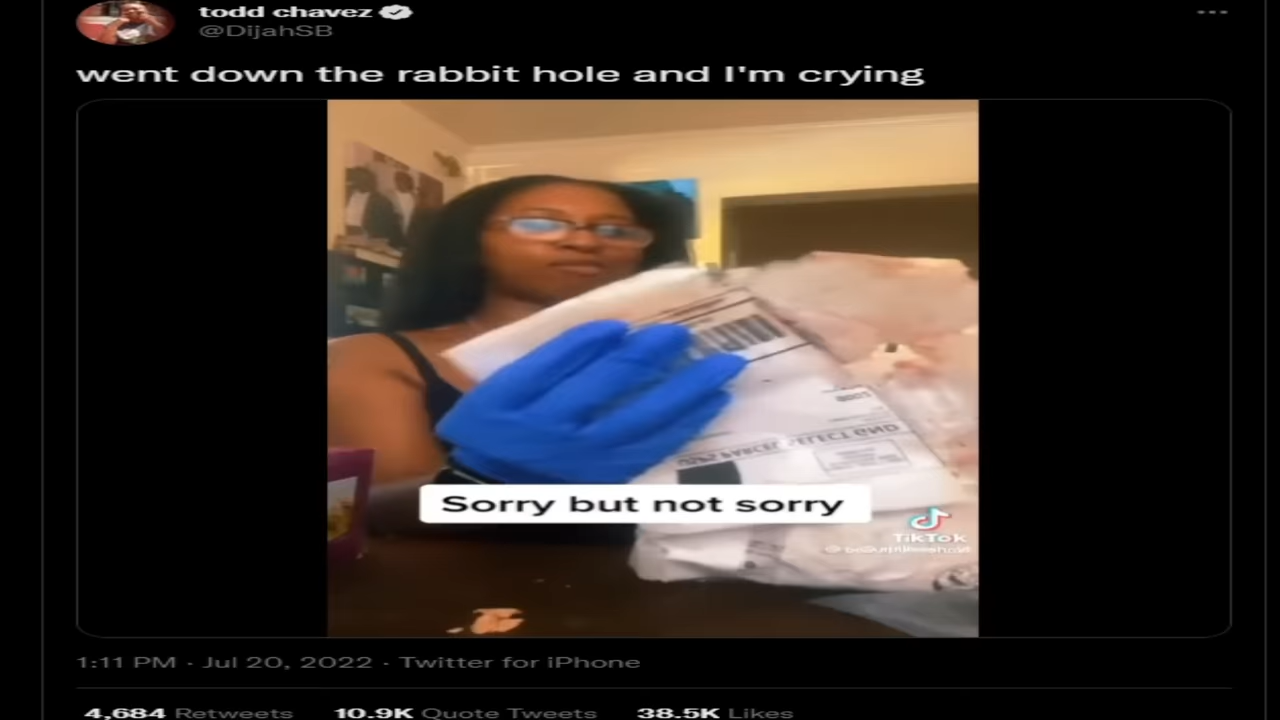 todd chavez
@DijahSB
went down the rabbit hole and I'm crying
Sorry but not sorry
TikTok
1:11 PM · Jul 20, 2022 · Twitter for iPhone
4,684 Retweets 10.9K Quote Tweets 38.5K Likes